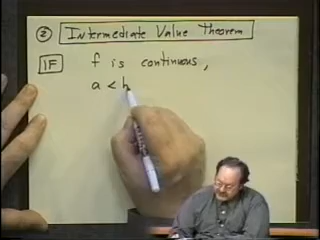 ② Intermediate Value Theorem
IF f is continuous,
a < b